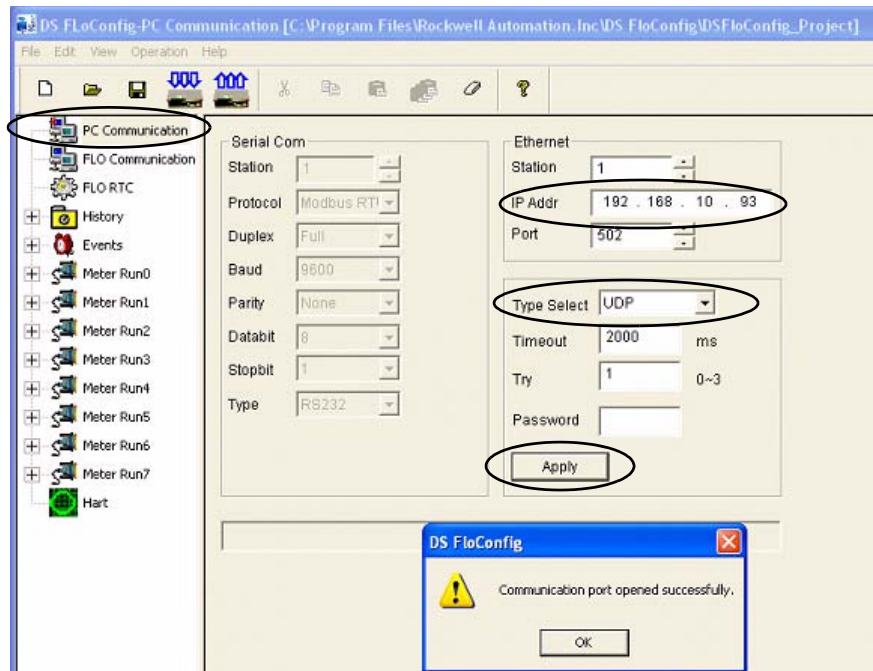 DS FLoConfig-PC Communication [C:\Program Files\Rockwell Automation.Inc\DS FloConfig\DSFloConfig_Project]
File Edit View Operation Help
PC Communication
FLO Communication
FLO RTC
History
Events
Meter Run0
Meter Run1
Meter Run2
Meter Run3
Meter Run4
Meter Run5
Meter Run6
Meter Run7
Hart
Serial Com
Station 1
Protocol Modbus RTU
Duplex Full
Baud 9600
Parity None
Databit 8
Stopbit 1
Type RS232
Ethernet
Station 1
IP Addr 192 . 168 . 10 . 93
Port 502
Type Select UDP
Timeout 2000 ms
Try 1 0~3
Password
Apply
DS FloConfig
Communication port opened successfully.
OK